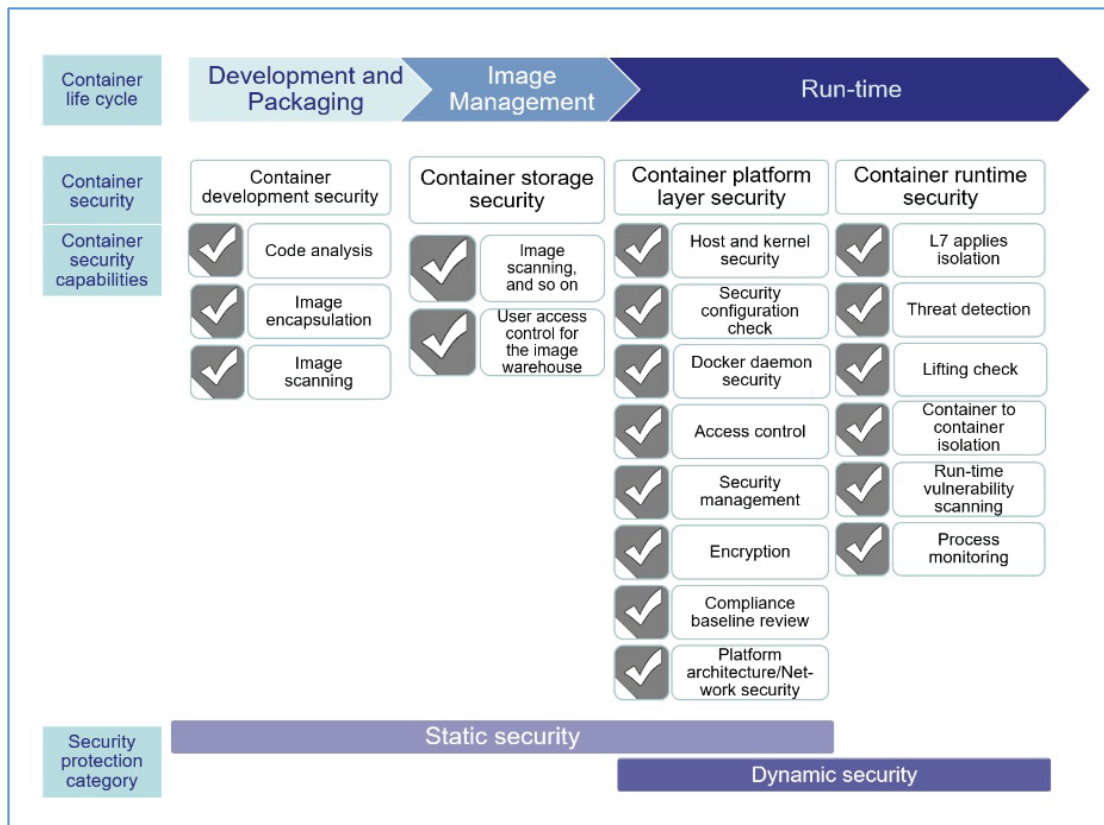 Container
life cycle
Development and
Packaging
Image
Management
Run-time
Container
security
Container
development security
Container storage
security
Container platform
layer security
Container runtime
security
Container
security
capabilities
Code analysis
Image
encapsulation
Image
scanning
Image
scanning,
and so on
User access
control for
the image
warehouse
Host and kernel
security
Security
configuration
check
Docker daemon
security
Access control
Security
management
Encryption
Compliance
baseline review
Platform
architecture/Net-
work security
L7 applies
isolation
Threat detection
Lifting check
Container to
container
isolation
Run-time
vulnerability
scanning
Process
monitoring
Security
protection
category
Static security
Dynamic security